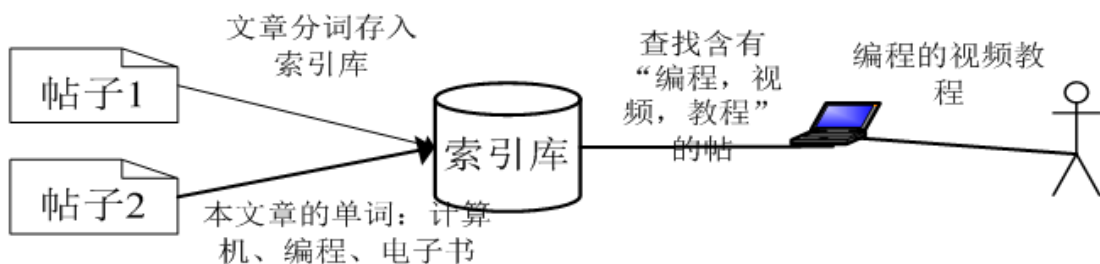 文章分词存入
索引库
帖子1
帖子2
本文章的单词：计算
机、编程、电子书
索引库
查找含有
“编程，视
频，教程”
的帖
编程的视频教
程